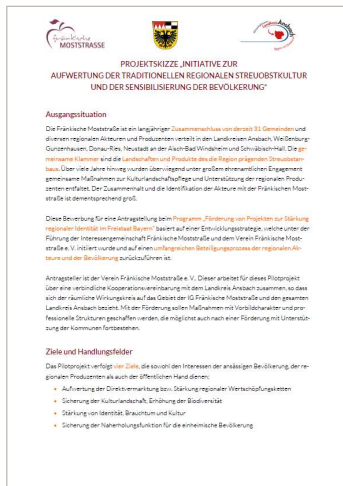 fränkische
MOSTSTRASSE
Ansbach
PROJEKTSKIZZE „INITIATIVE ZUR
AUFWERTUNG DER TRADITIONELLEN REGIONALEN STREUOBSTKULTUR
UND DER SENSIBILISIERUNG DER BEVÖLKERUNG“
Ausgangssituation
Die Fränkische Moststraße ist ein langjähriger Zusammenschluss von derzeit 31 Gemeinden und
diversen regionalen Akteuren und Produzenten verteilt in den Landkreisen Ansbach, Weißenburg-
Gunzenhausen, Donau-Ries, Neustadt an der Aisch-Bad Windsheim und Schwäbisch-Hall. Die ge-
meinsame Klammer sind die Landschaften und Produkte des die Region prägenden Streuobstan-
baus. Über viele Jahre hinweg wurden überwiegend unter großem ehrenamtlichen Engagement
gemeinsame Maßnahmen zur Kulturlandschaftspflege und Unterstützung der regionalen Produ-
zenten entfaltet. Der Zusammenhalt und die Identifikation der Akteure mit der Fränkischen Most-
straße ist dementsprechend groß.
Diese Bewerbung für eine Antragstellung beim Programm „Förderung von Projekten zur Stärkung
regionaler Identität im Freistaat Bayern“ basiert auf einer Entwicklungsstrategie, welche unter der
Führung der Interessengemeinschaft Fränkische Moststraße und dem Verein Fränkische Most-
straße e. V. initiiert wurde und auf einen umfangreichen Beteiligungsprozess der regionalen Akteu-
re und der Bevölkerung zurückzuführen ist.
Antragsteller ist der Verein Fränkische Moststraße e. V.. Dieser arbeitet für dieses Pilotprojekt
über eine verbindliche Kooperationsvereinbarung mit dem Landkreis Ansbach zusammen, so dass
sich der räumliche Wirkungskreis auf das Gebiet der IG Fränkische Moststraße und den gesamten
Landkreis Ansbach bezieht. Mit der Förderung sollen Maßnahmen mit Vorbildcharakter und pro-
fessionelle Strukturen geschaffen werden, die möglichst auch nach einer Förderung mit Unterstüt-
zung der Kommunen fortbestehen.
Ziele und Handlungsfelder
Das Pilotprojekt verfolgt vier Ziele, die sowohl den Interessen der ansässigen Bevölkerung, der re-
gionalen Produzenten als auch der öffentlichen Hand dienen:
• Aufwertung der Direktvermarktung bzw. Stärkung regionaler Wertschöpfungsketten
• Sicherung der Kulturlandschaft, Erhöhung der Biodiversität
• Stärkung von Identität, Brauchtum und Kultur
• Sicherung der Naherholungsfunktion für die einheimische Bevölkerung